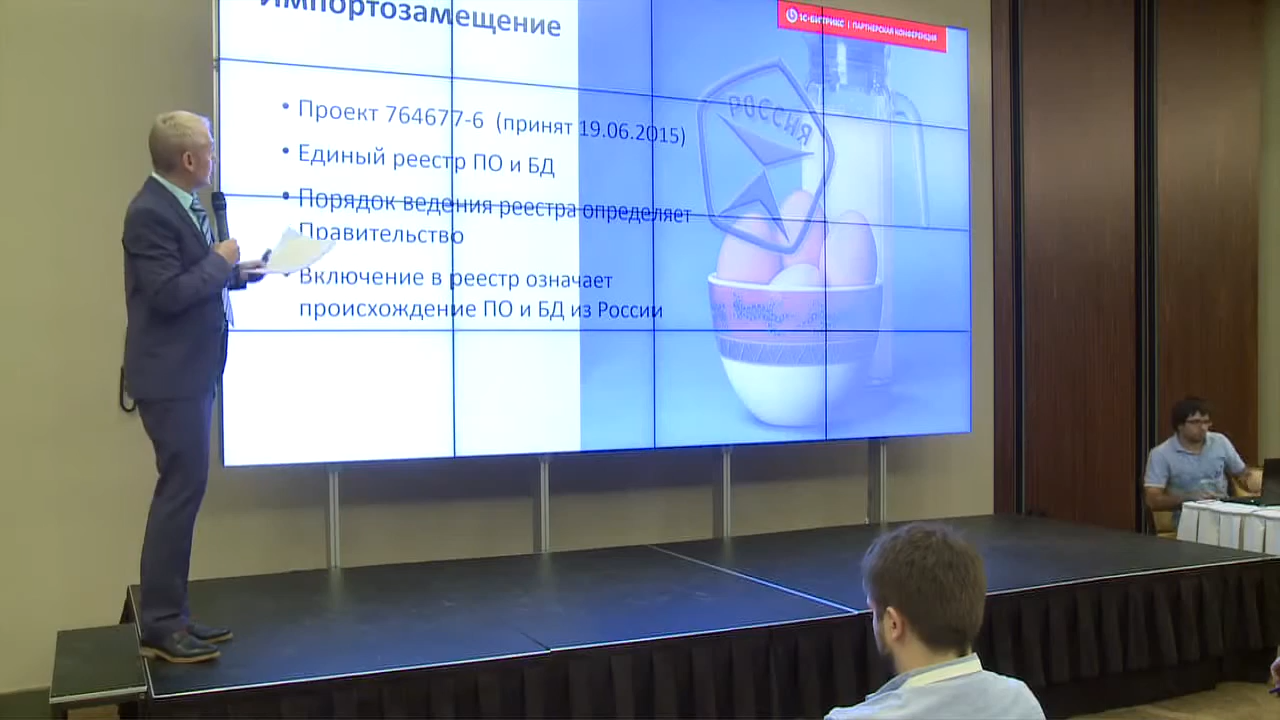 Импортозамещение
1С-БИТРИКС | ПАРТНЕРСКАЯ КОНФЕРЕНЦИЯ
РОССИЯ
• Проект 764677-6 (принят 19.06.2015)
• Единый реестр ПО и БД
• Порядок ведения реестра определяет
Правительство
• Включение в реестр означает
происхождение ПО и БД из России